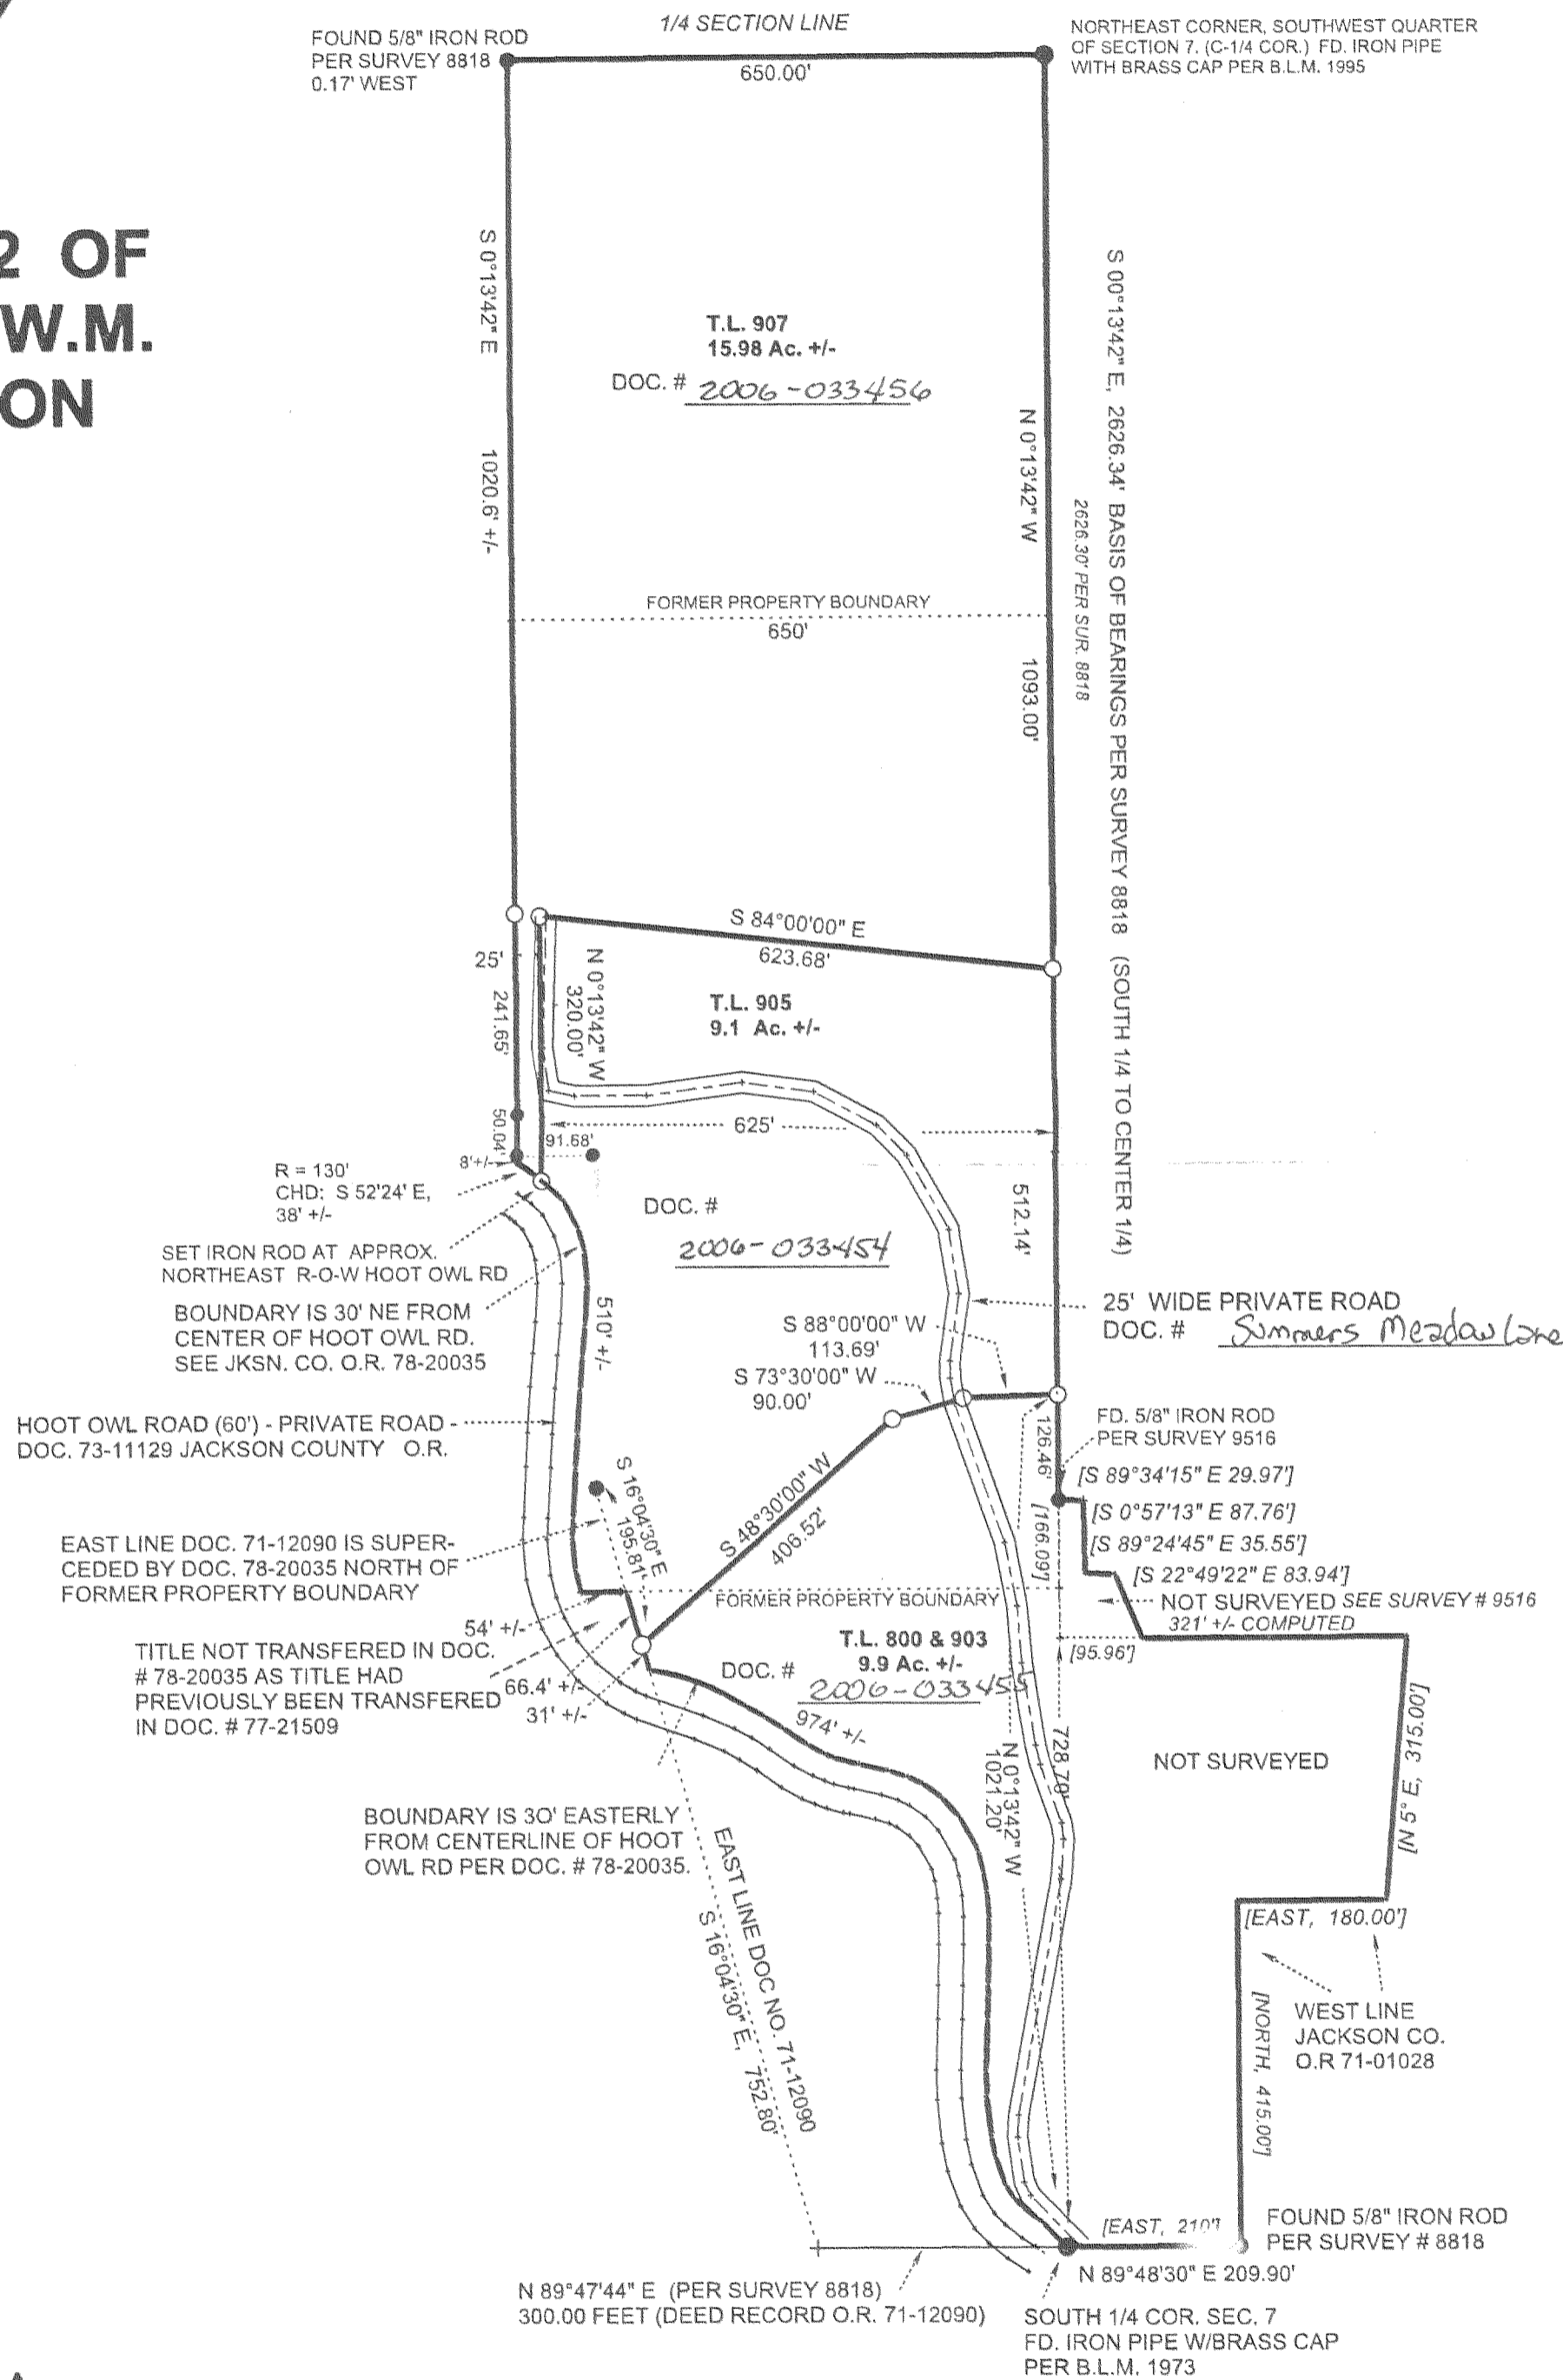 1/4 SECTION LINE
FOUND 5/8" IRON ROD
PER SURVEY 8818
0.17' WEST
NORTHEAST CORNER, SOUTHWEST QUARTER
OF SECTION 7. (C-1/4 COR.) FD. IRON PIPE
WITH BRASS CAP PER B.L.M. 1995
650.00'
2 OF
W.M.
ON
S 0°13'42" E 1020.6' +/-
T.L. 907
15.98 Ac. +/-
DOC. # 2006-033456
N 0°13'42" W 1093.00'
2626.30' PER SUR. 8818
S 00°13'42" E, 2626.34' BASIS OF BEARINGS PER SURVEY 8818 (SOUTH 1/4 TO CENTER 1/4)
FORMER PROPERTY BOUNDARY
650'
S 84°00'00" E
623.68'
25'
241.65'
N 0°13'42" W
320.00'
T.L. 905
9.1 Ac. +/-
625'
50.04'
91.68'
8'+/-
R = 130'
CHD: S 52°24' E,
38' +/-
DOC. #
2006-033454
512.14'
SET IRON ROD AT APPROX.
NORTHEAST R-O-W HOOT OWL RD
BOUNDARY IS 30' NE FROM
CENTER OF HOOT OWL RD.
SEE JKSN. CO. O.R. 78-20035
510' +/-
25' WIDE PRIVATE ROAD
DOC. # Summers Meadow Lane
S 88°00'00" W
113.69'
S 73°30'00" W
90.00'
HOOT OWL ROAD (60') - PRIVATE ROAD -
DOC. 73-11129 JACKSON COUNTY O.R.
FD. 5/8" IRON ROD
PER SURVEY 9516
126.46'
[S 89°34'15" E 29.97']
[S 0°57'13" E 87.76']
[S 89°24'45" E 35.55']
[S 22°49'22" E 83.94']
[166.09']
S 16°04'30" E
195.81'
S 48°30'00" W
406.52'
EAST LINE DOC. 71-12090 IS SUPER-
CEDED BY DOC. 78-20035 NORTH OF
FORMER PROPERTY BOUNDARY
FORMER PROPERTY BOUNDARY
NOT SURVEYED SEE SURVEY # 9516
321' +/- COMPUTED
54' +/-
TITLE NOT TRANSFERED IN DOC.
# 78-20035 AS TITLE HAD
PREVIOUSLY BEEN TRANSFERED
IN DOC. # 77-21509
66.4' +/-
31' +/-
T.L. 800 & 903
9.9 Ac. +/-
DOC. # 2006-033455
[95.96']
974' +/-
728.70'
N 0°13'42" W
1021.20'
NOT SURVEYED
[N 5° E, 315.00']
BOUNDARY IS 30' EASTERLY
FROM CENTERLINE OF HOOT
OWL RD PER DOC. # 78-20035.
EAST LINE DOC NO. 71-12090
S 16°04'30" E, 752.80'
[EAST, 180.00']
[NORTH, 415.00']
WEST LINE
JACKSON CO.
O.R 71-01028
[EAST, 210']
FOUND 5/8" IRON ROD
PER SURVEY # 8818
N 89°48'30" E 209.90'
N 89°47'44" E (PER SURVEY 8818)
300.00 FEET (DEED RECORD O.R. 71-12090)
SOUTH 1/4 COR. SEC. 7
FD. IRON PIPE W/BRASS CAP
PER B.L.M. 1973